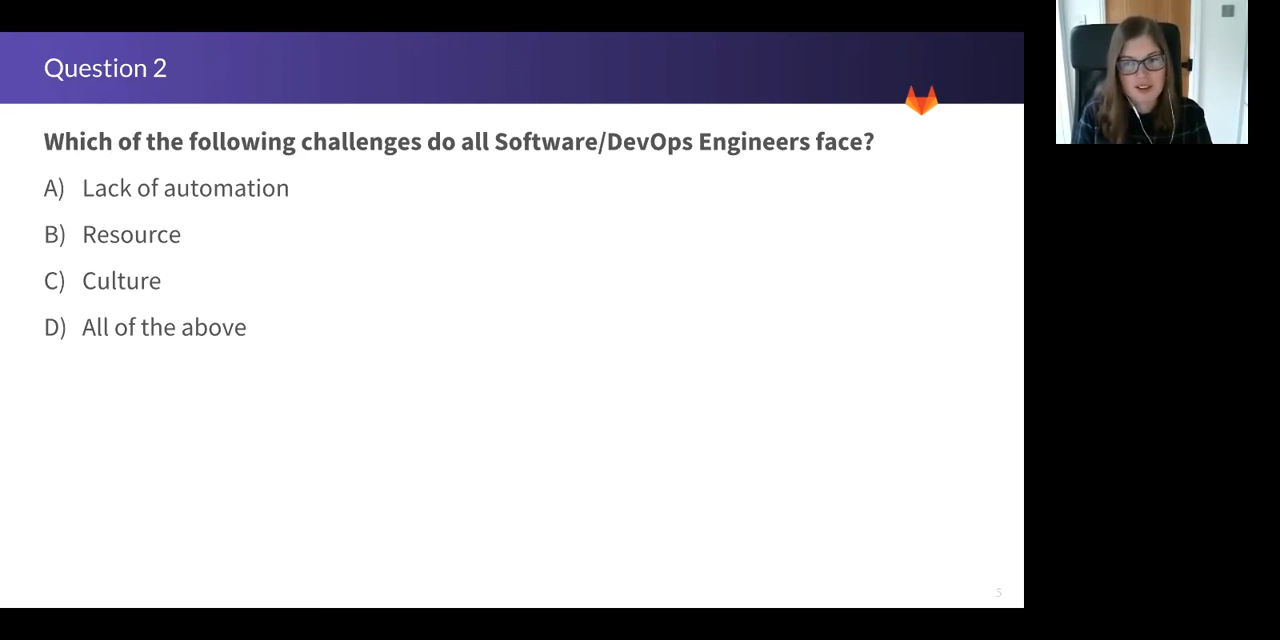 Question 2
Which of the following challenges do all Software/DevOps Engineers face?
A) Lack of automation
B) Resource
C) Culture
D) All of the above
3